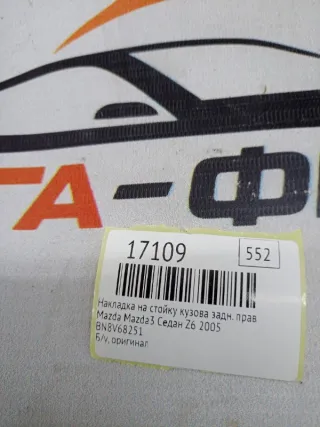 ТА-Ф
17109
552
Накладка на стойку кузова задн. прав
Mazda Mazda3 Седан Z6 2005
BN8V68251
Б/у, оригинал